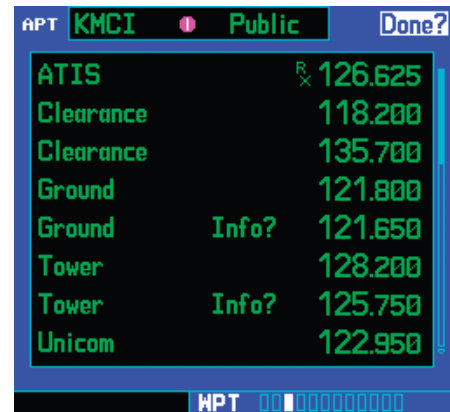 APT KMCI Public Done?
ATIS Rx 126.625
Clearance 118.200
Clearance 135.700
Ground 121.800
Ground Info? 121.650
Tower 128.200
Tower Info? 125.750
Unicom 122.950
WPT